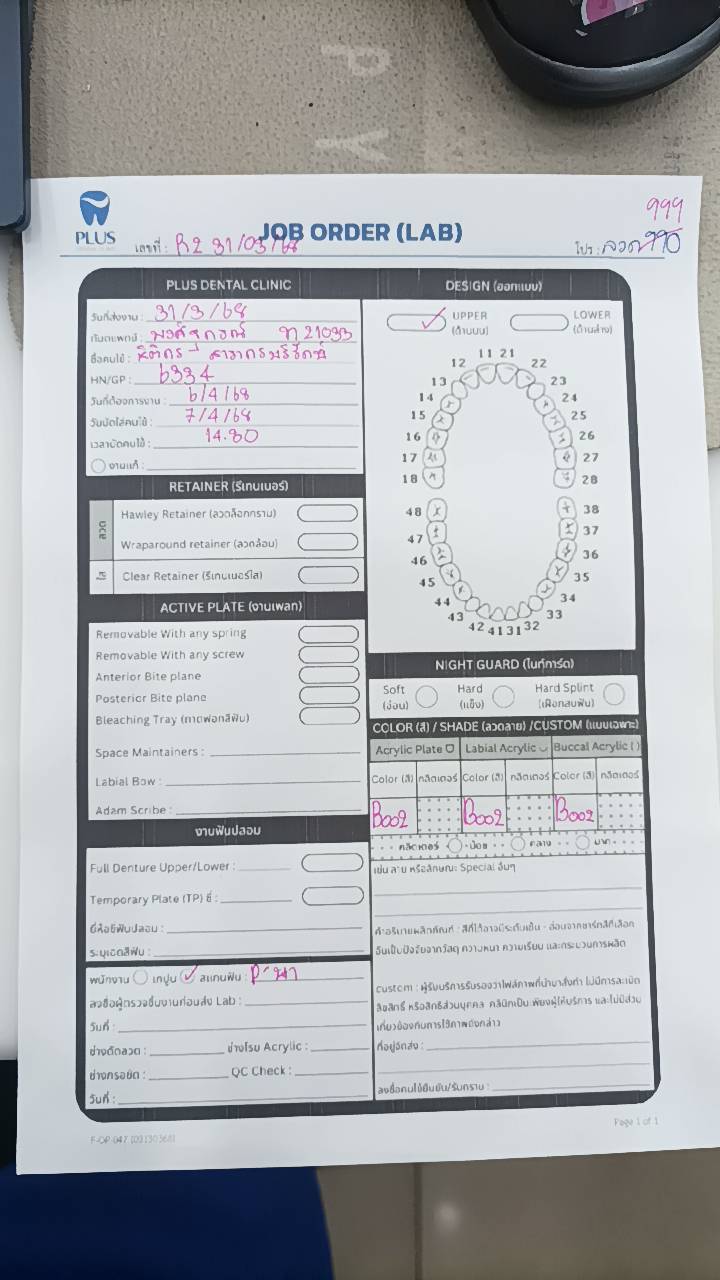 PLUS
JOB ORDER (LAB)
999
เลขที่ : R2 31/03/68
โปร : ลวด 990
PLUS DENTAL CLINIC
วันที่ส่งงาน : 31/3/68
ทันตแพทย์ : ท 21033
ชื่อคนไข้ :
HN/GP : 6334
วันที่ต้องการงาน : 6/4/68
วันนัดใส่คนไข้ : 7/4/68
เวลานัดคนไข้ : 14.30
งานแก้ :
RETAINER (รีเทนเนอร์)
ลวด
Hawley Retainer (ลวดล็อกกราม)
Wraparound retainer (ลวดล้อม)
ใส
Clear Retainer (รีเทนเนอร์ใส)
ACTIVE PLATE (งานเพลท)
Removable With any spring
Removable With any screw
Anterior Bite plane
Posterior Bite plane
Bleaching Tray (ถาดฟอกสีฟัน)
Space Maintainers :
Labial Bow :
Adam Scribe :
งานฟันปลอม
Full Denture Upper/Lower :
Temporary Plate (TP) ซี่ :
ยี่ห้อซี่ฟันปลอม :
ระบุเฉดสีฟัน :
พนักงาน เทปูน สแกนฟัน :
ลงชื่อผู้ตรวจชิ้นงานก่อนส่ง Lab :
วันที่ :
ช่างดัดลวด : ช่างโรย Acrylic :
ช่างกรอขัด : QC Check :
วันที่ :
DESIGN (ออกแบบ)
UPPER (ด้านบน)
LOWER (ด้านล่าง)
11 21
12 22
13 23
14 24
15 25
16 26
17 27
18 28
48 38
47 37
46 36
45 35
44 34
43 33
42 41 31 32
NIGHT GUARD (ไนท์การ์ด)
Soft (อ่อน)
Hard (แข็ง)
Hard Splint (เฝือกสบฟัน)
COLOR (สี) / SHADE (ลวดลาย) /CUSTOM (แบบเฉพาะ)
Acrylic Plate Labial Acrylic Buccal Acrylic ( )
Color (สี) กลิตเตอร์ Color (สี) กลิตเตอร์ Color (สี) กลิตเตอร์
B002 B002 B002
กลิตเตอร์ น้อย กลาง มาก
เช่น ลาย หรือลักษณะ Special อื่นๆ
คำอธิบายผลิตภัณฑ์ : สีที่ได้อาจมีระดับเข้ม - อ่อนจากชาร์ทสีที่เลือก
อันเป็นปัจจัยจากวัสดุ ความหนา ความเรียบ และกระบวนการผลิต
custom : ผู้รับบริการรับรองว่าไฟล์ภาพที่นำมาสั่งทำ ไม่มีการละเมิด
ลิขสิทธิ์ หรือสิทธิส่วนบุคคล คลินิกเป็นเพียงผู้ให้บริการ และไม่มีส่วน
เกี่ยวข้องกับการใช้ภาพดังกล่าว
ที่อยู่จัดส่ง :
ลงชื่อคนไข้ยืนยัน/รับทราบ :
Page 1 of 1